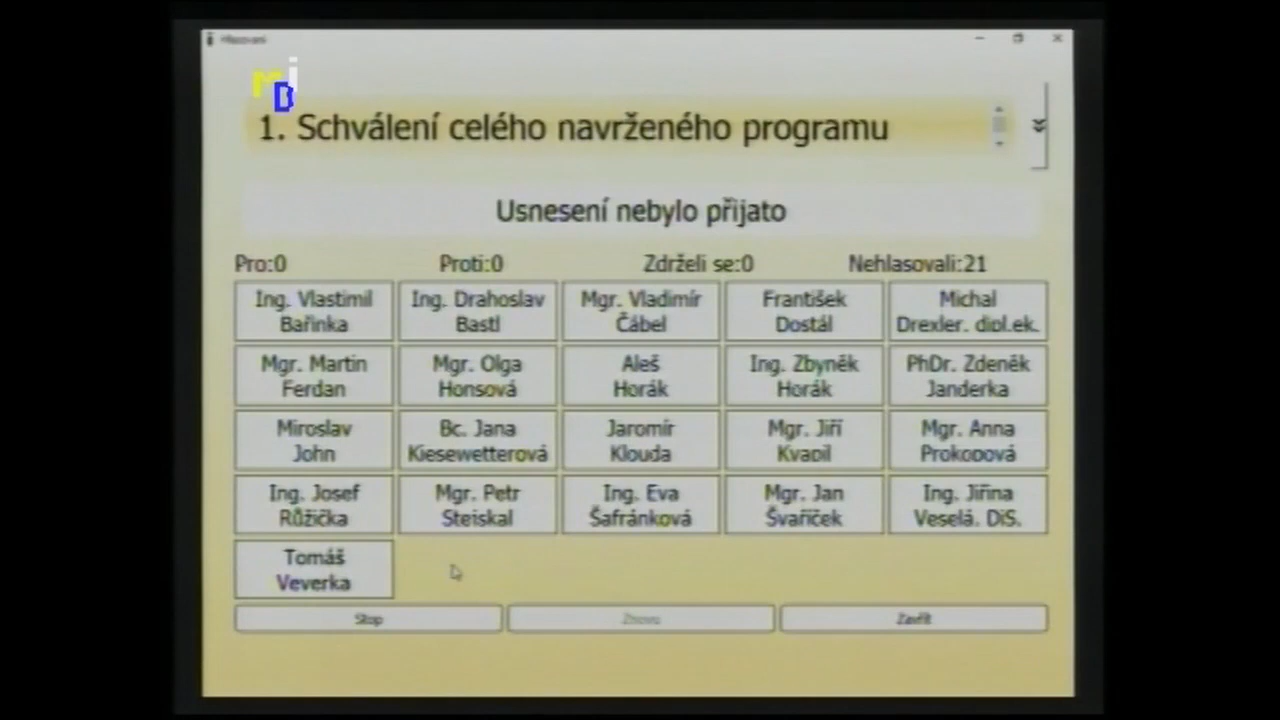 Hlasování
MDi
1. Schválení celého navrženého programu
Usnesení nebylo přijato
Pro:0 Proti:0 Zdrželi se:0 Nehlasovali:21
Ing. Vlastimil Bařinka
Ing. Drahoslav Bastl
Mgr. Vladimír Čábel
František Dostál
Michal Drexler, dipl.ek.
Mgr. Martin Ferdan
Mgr. Olga Honsová
Aleš Horák
Ing. Zbyněk Horák
PhDr. Zdeněk Janderka
Miroslav John
Bc. Jana Kiesewetterová
Jaromír Klouda
Mgr. Jiří Kvapil
Mgr. Anna Prokopová
Ing. Josef Růžička
Mgr. Petr Stejskal
Ing. Eva Šafránková
Mgr. Jan Švaříček
Ing. Jiřina Veselá, DiS.
Tomáš Veverka
Stop Znovu Zavřít